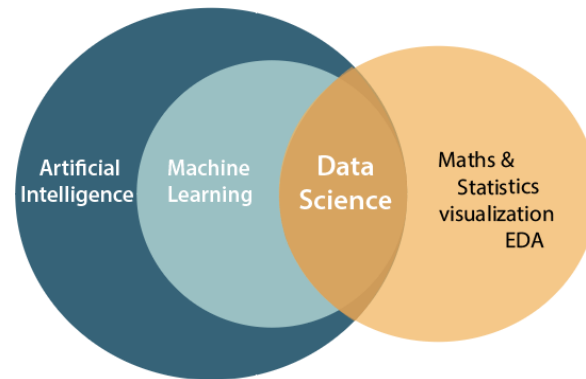 Artificial
Intelligence
Machine
Learning
Data
Science
Maths &
Statistics
visualization
EDA